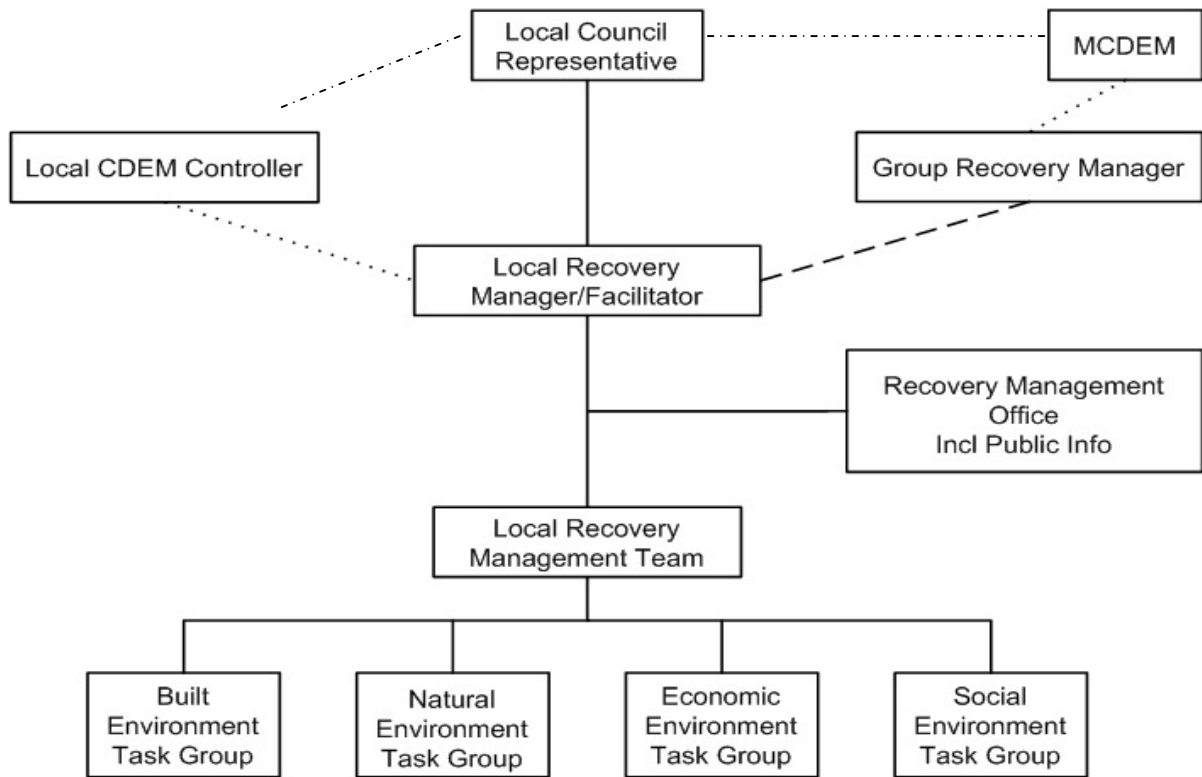 Local Council
Representative
MCDEM
Local CDEM Controller
Group Recovery Manager
Local Recovery
Manager/Facilitator
Recovery Management
Office
Incl Public Info
Local Recovery
Management Team
Built
Environment
Task Group
Natural
Environment
Task Group
Economic
Environment
Task Group
Social
Environment
Task Group